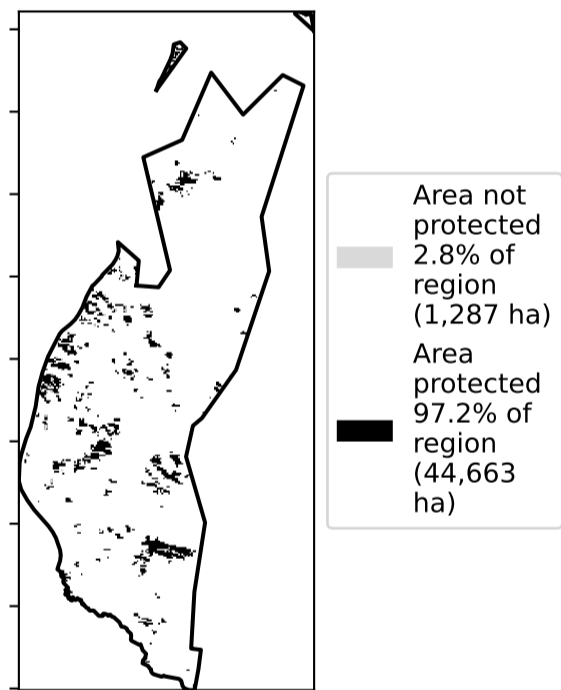 Area not
protected
2.8% of
region
(1,287 ha)
Area
protected
97.2% of
region
(44,663
ha)